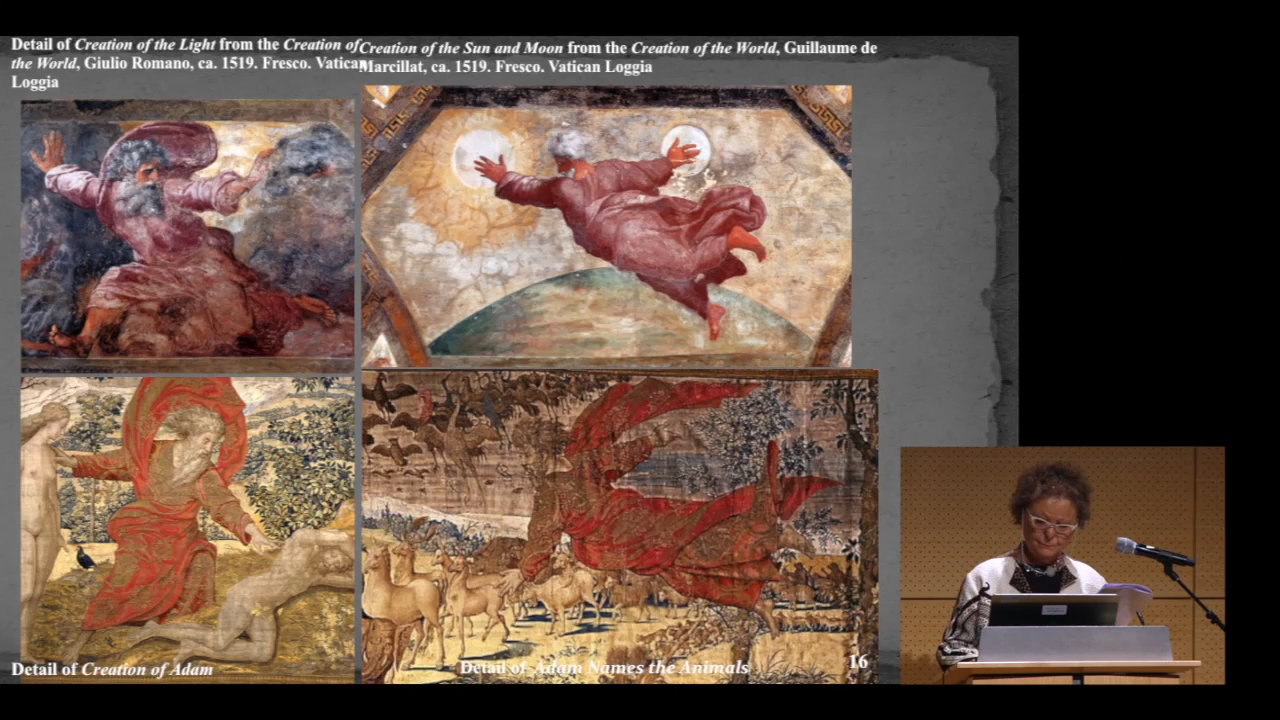 Detail of Creation of the Light from the Creation of
the World, Giulio Romano, ca. 1519. Fresco. Vatican
Loggia
Creation of the Sun and Moon from the Creation of the World, Guillaume de
Marcillat, ca. 1519. Fresco. Vatican Loggia
Detail of Creation of Adam
Detail of Adam Names the Animals
16